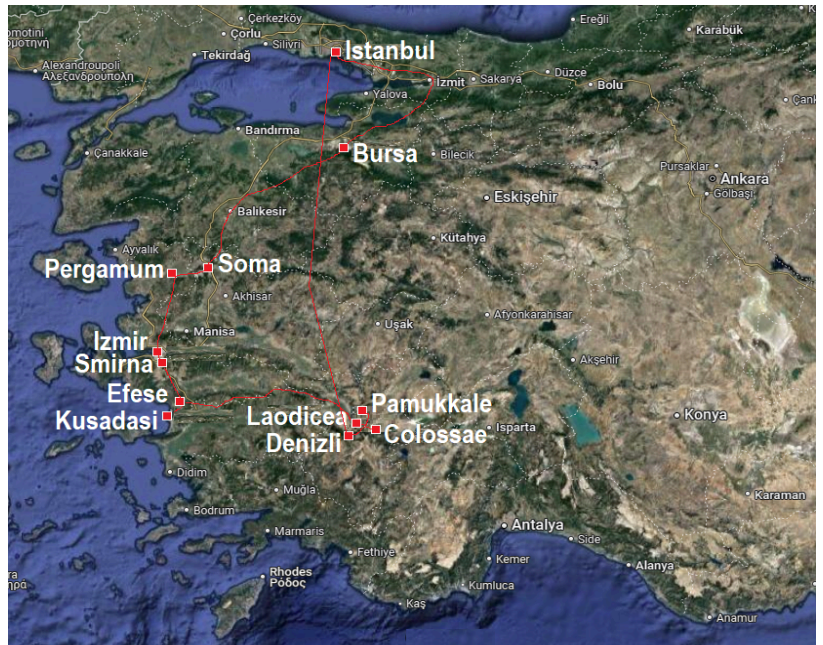 Çerkezköy
Ereğli
Karabük
Çorlu
Silivri
Istanbul
Tekirdağ
Alexandroupoli
Αλεξανδρούπολη
Düzce
Izmit
Sakarya
Bolu
Yalova
Bandırma
Çanakkale
Bursa
Bilecik
Pursaklar
Ankara
Gölbaşı
Eskişehir
Balıkesir
Kütahya
Ayvalık
Pergamum
Soma
Akhisar
Afyonkarahisar
Uşak
Manisa
Izmir
Smirna
Akşehir
Efese
Kusadasi
Pamukkale
Laodicea
Denizli
Colossae
Isparta
Konya
Didim
Muğla
Karaman
Bodrum
Marmaris
Antalya
Side
Fethiye
Kemer
Alanya
Rhodes
Ρόδος
Kumluca
Kaş
Anamur